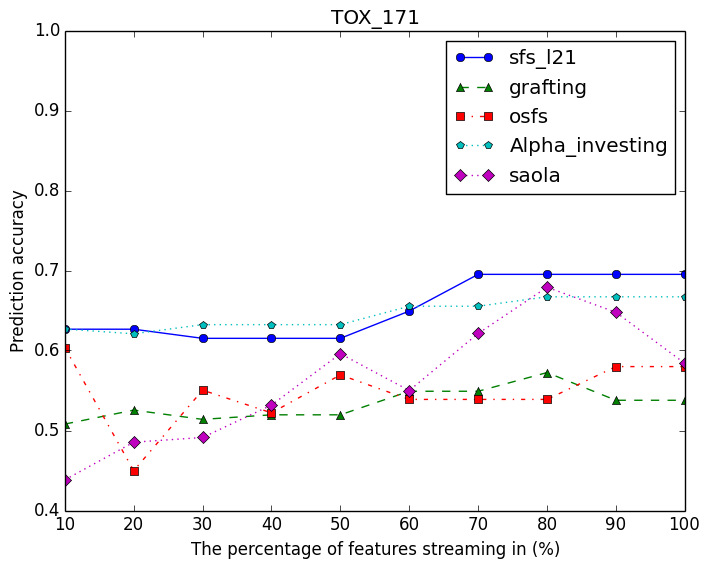 TOX_171
1.0
0.9
0.8
0.7
0.6
0.5
0.4
Prediction accuracy
sfs_l21
grafting
osfs
Alpha_investing
saola
10 20 30 40 50 60 70 80 90 100
The percentage of features streaming in (%)